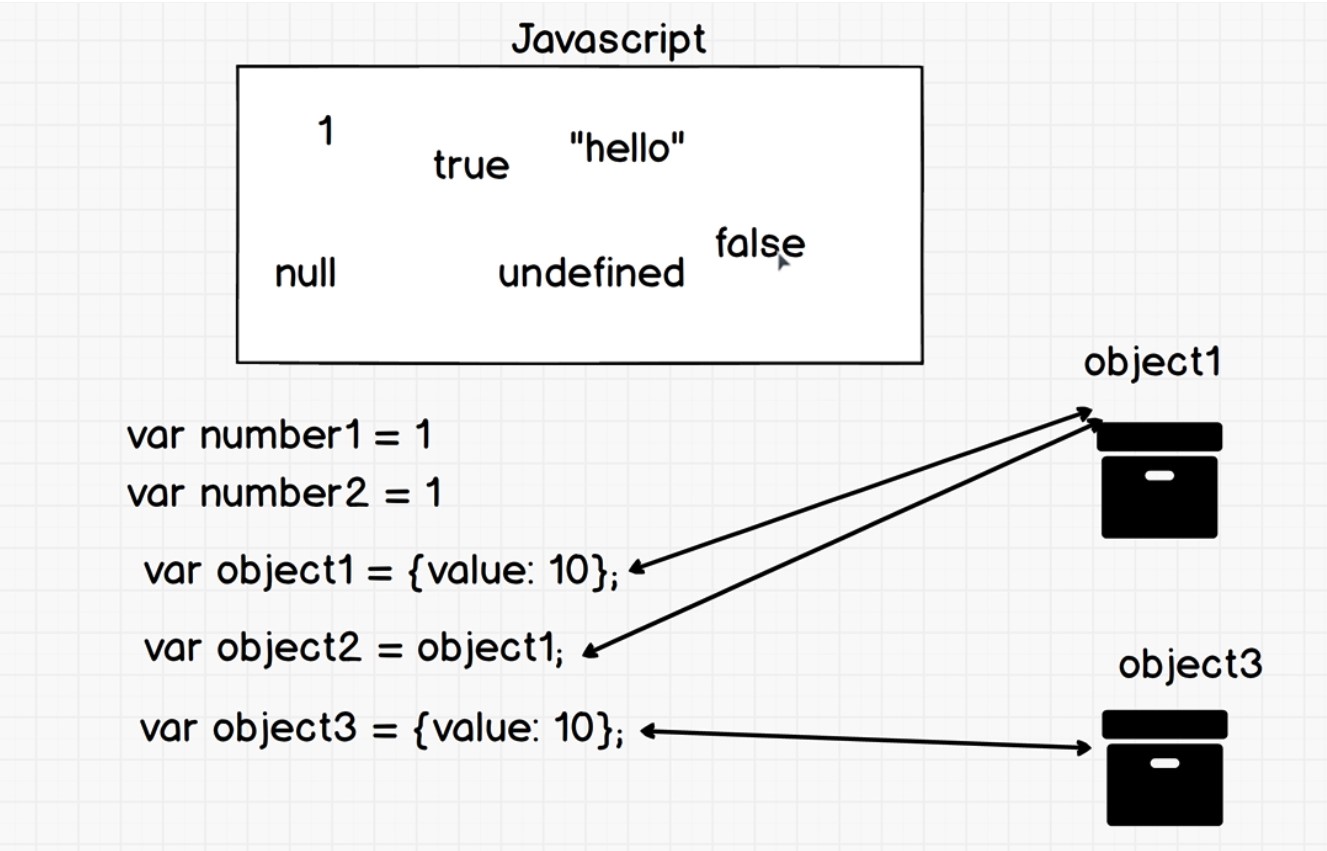 Javascript
1
true
"hello"
false
null
undefined
object1
var number1 = 1
var number2 = 1
var object1 = {value: 10};
var object2 = object1;
object3
var object3 = {value: 10};